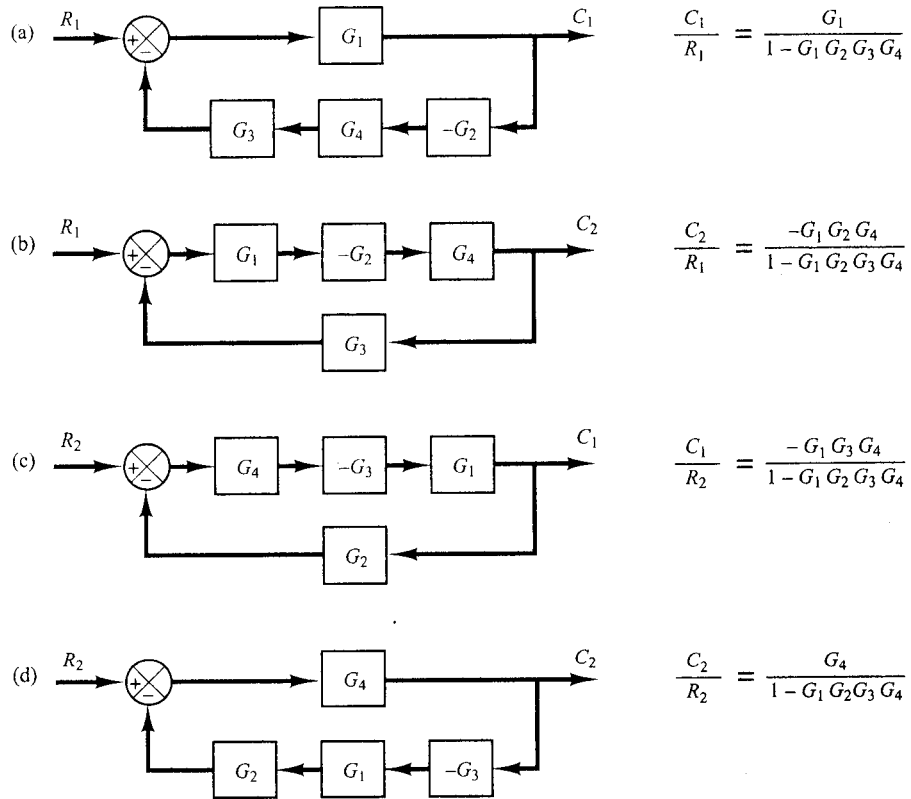 (a) R₁ + − G₁ C₁
G₃ G₄ −G₂
C₁/R₁ = G₁/(1 − G₁ G₂ G₃ G₄)
(b) R₁ + − G₁ −G₂ G₄ C₂
G₃
C₂/R₁ = −G₁ G₂ G₄/(1 − G₁ G₂ G₃ G₄)
(c) R₂ + − G₄ −G₃ G₁ C₁
G₂
C₁/R₂ = −G₁ G₃ G₄/(1 − G₁ G₂ G₃ G₄)
(d) R₂ + − G₄ C₂
G₂ G₁ −G₃
C₂/R₂ = G₄/(1 − G₁ G₂ G₃ G₄)